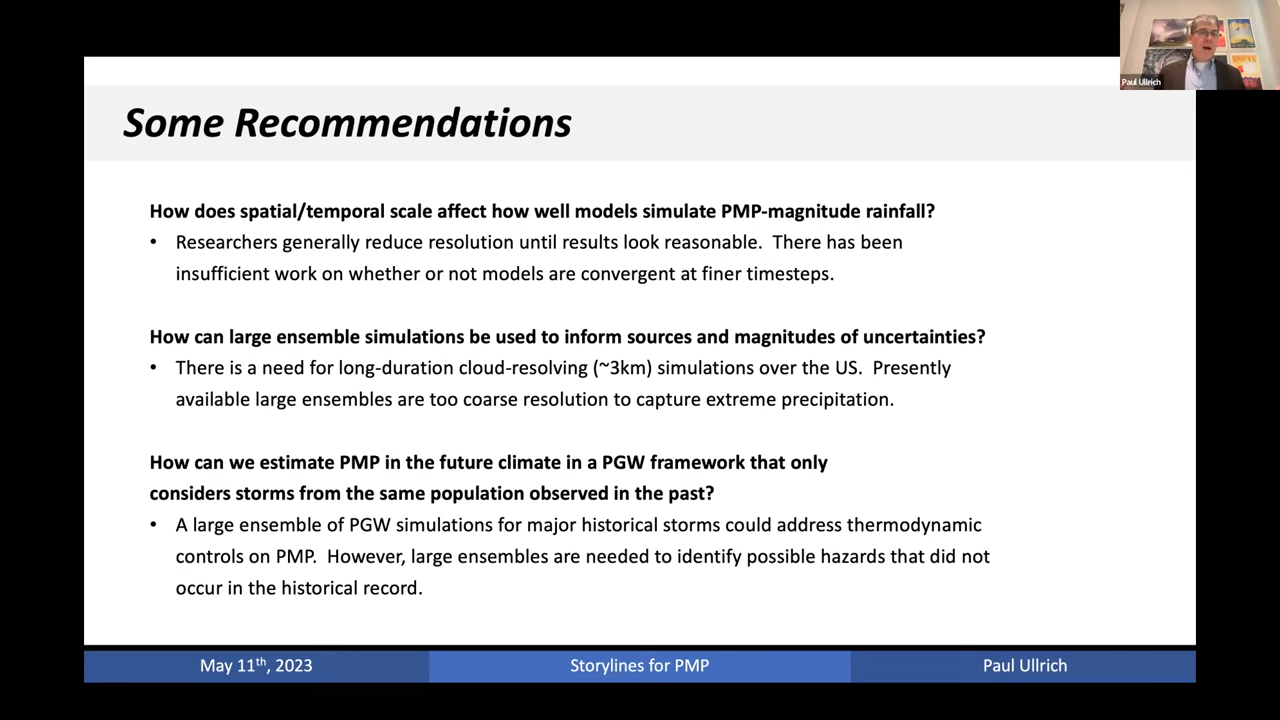 Paul Ullrich
Some Recommendations
How does spatial/temporal scale affect how well models simulate PMP-magnitude rainfall?
• Researchers generally reduce resolution until results look reasonable. There has been
insufficient work on whether or not models are convergent at finer timesteps.
How can large ensemble simulations be used to inform sources and magnitudes of uncertainties?
• There is a need for long-duration cloud-resolving (~3km) simulations over the US. Presently
available large ensembles are too coarse resolution to capture extreme precipitation.
How can we estimate PMP in the future climate in a PGW framework that only
considers storms from the same population observed in the past?
• A large ensemble of PGW simulations for major historical storms could address thermodynamic
controls on PMP. However, large ensembles are needed to identify possible hazards that did not
occur in the historical record.
May 11th, 2023
Storylines for PMP
Paul Ullrich